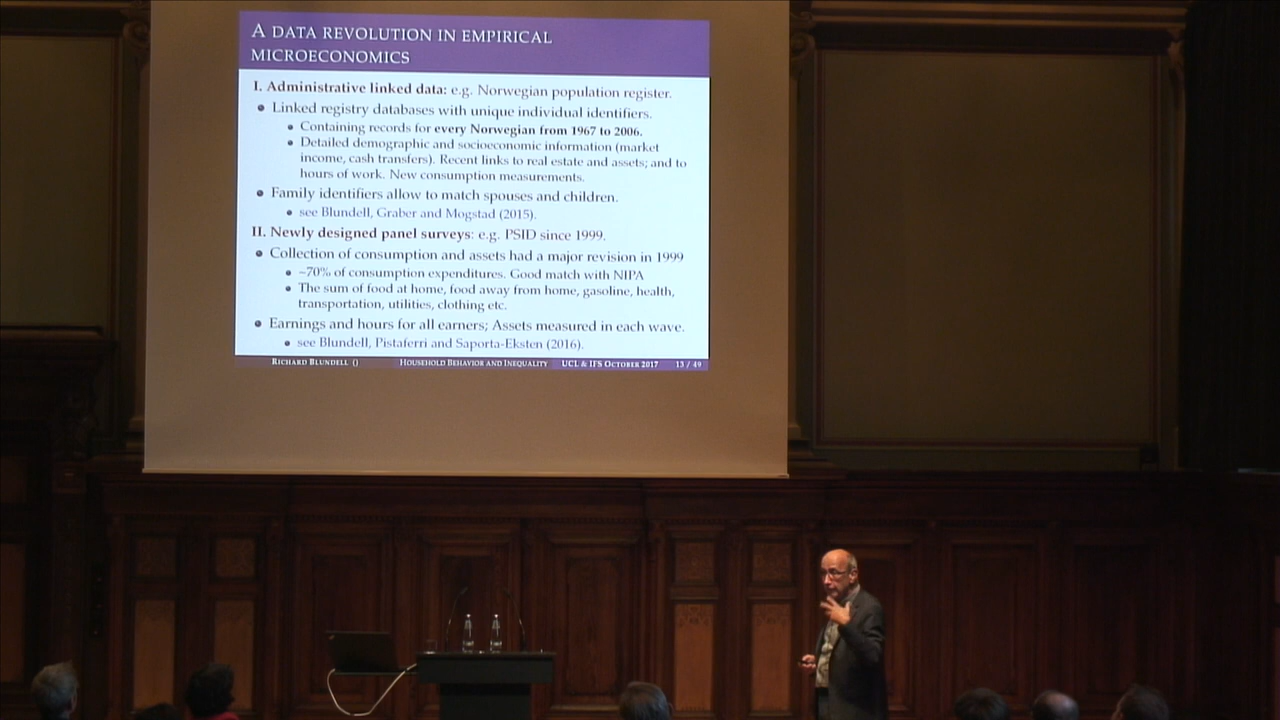 A DATA REVOLUTION IN EMPIRICAL
MICROECONOMICS
I. Administrative linked data: e.g. Norwegian population register.
Linked registry databases with unique individual identifiers.
Containing records for every Norwegian from 1967 to 2006.
Detailed demographic and socioeconomic information (market
income, cash transfers). Recent links to real estate and assets; and to
hours of work. New consumption measurements.
Family identifiers allow to match spouses and children.
see Blundell, Graber and Mogstad (2015).
II. Newly designed panel surveys: e.g. PSID since 1999.
Collection of consumption and assets had a major revision in 1999
~70% of consumption expenditures. Good match with NIPA
The sum of food at home, food away from home, gasoline, health,
transportation, utilities, clothing etc.
Earnings and hours for all earners; Assets measured in each wave.
see Blundell, Pistaferri and Saporta-Eksten (2016).
RICHARD BLUNDELL () HOUSEHOLD BEHAVIOR AND INEQUALITY UCL & IFS OCTOBER 2017 13 / 49